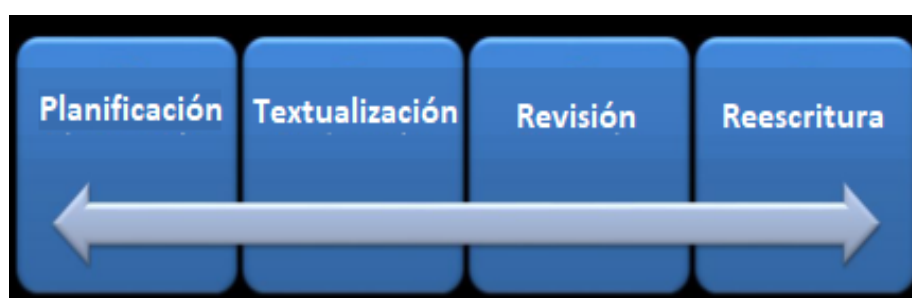 Planificación
Textualización
Revisión
Reescritura